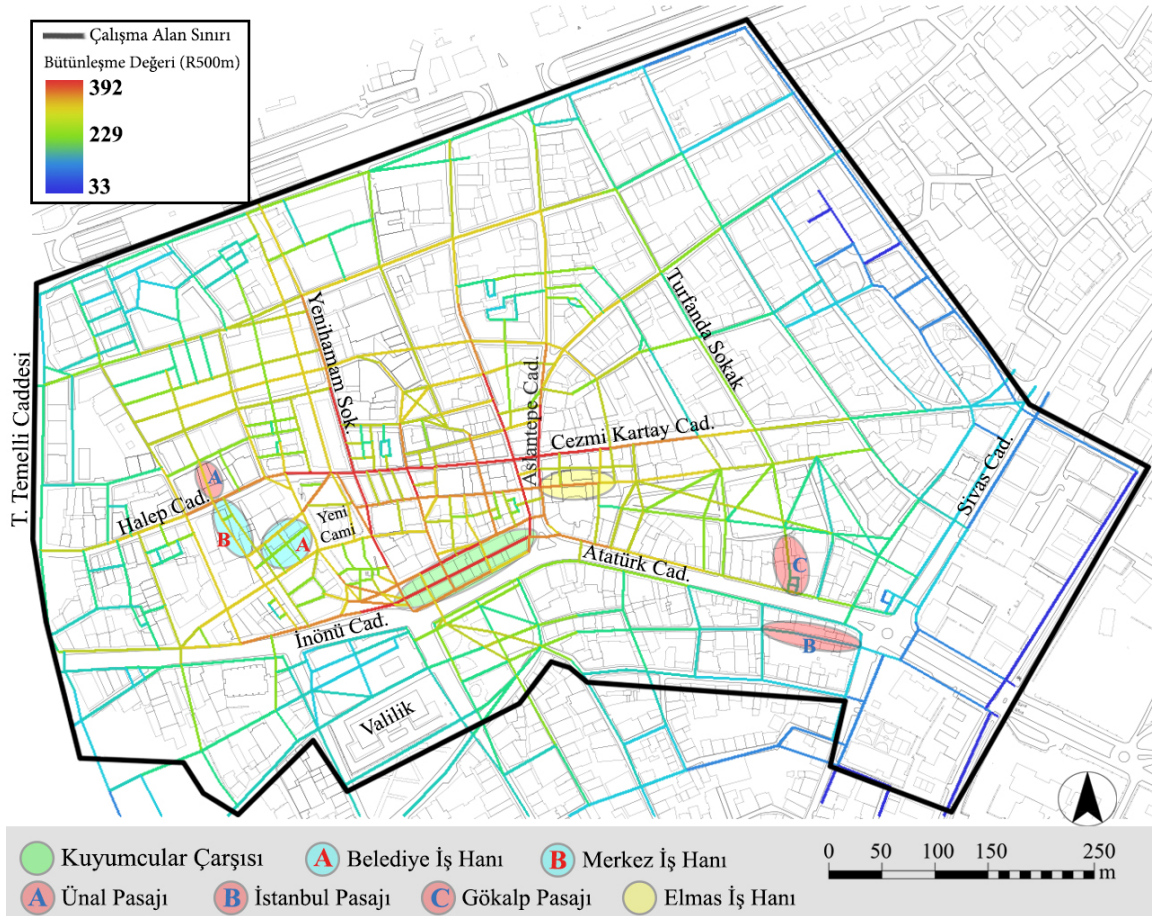 Çalışma Alan Sınırı
Bütünleşme Değeri (R500m)
392
229
33
T. Temelli Caddesi
Yenihamam Sok.
Turfanda Sokak
Aslantepe Cad.
Cezmi Kartay Cad.
Sivas Cad.
A
Halep Cad.
B
Yeni
Cami
A
Atatürk Cad.
C
İnönü Cad.
B
Valilik
Kuyumcular Çarşısı
A Belediye İş Hanı
B Merkez İş Hanı
A Ünal Pasajı
B İstanbul Pasajı
C Gökalp Pasajı
Elmas İş Hanı
0 50 100 150 200 250
m